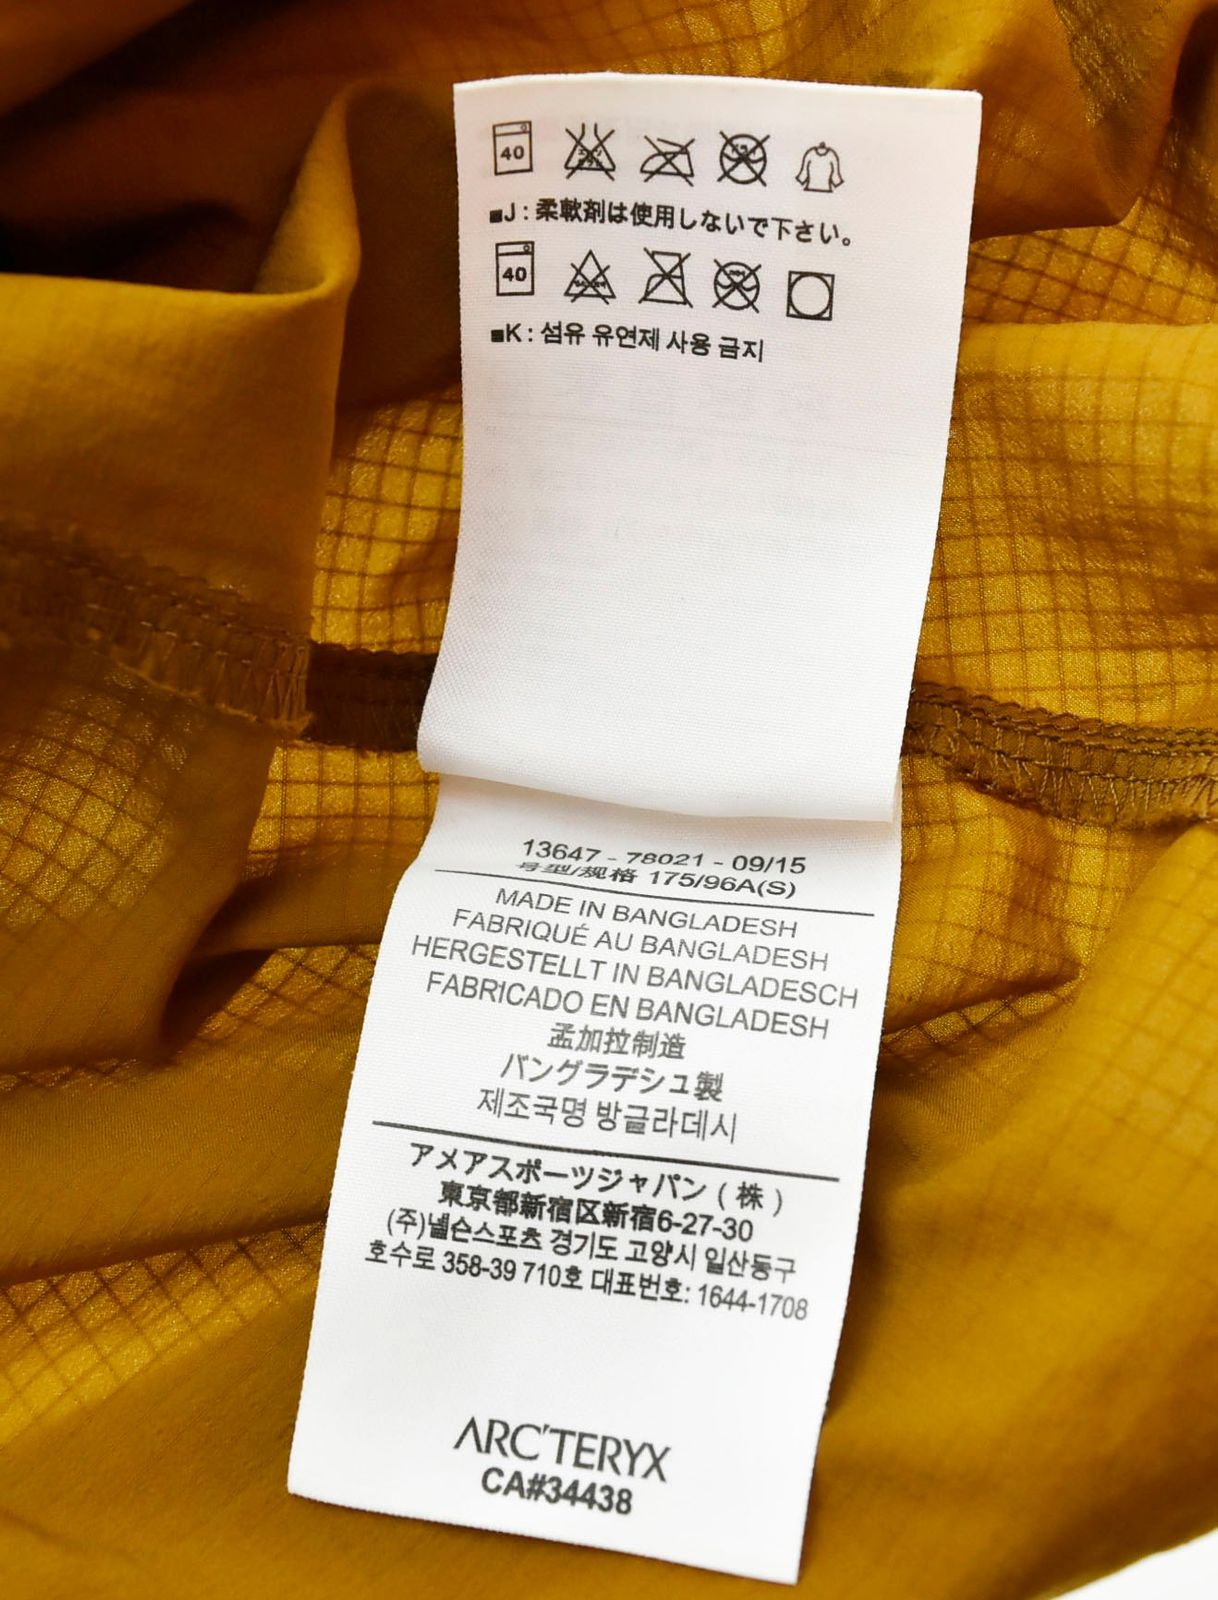 40
■J : 柔軟剤は使用しないで下さい。
40
■K : 섬유 유연제 사용 금지
13647 - 78021 - 09/15
号型/规格 175/96A(S)
MADE IN BANGLADESH
FABRIQUÉ AU BANGLADESH
HERGESTELLT IN BANGLADESCH
FABRICADO EN BANGLADESH
孟加拉制造
バングラデシュ製
제조국명 방글라데시
アメアスポーツジャパン ( 株 )
東京都新宿区新宿6-27-30
(주)넬슨스포츠 경기도 고양시 일산동구
호수로 358-39 710호 대표번호: 1644-1708
ARC'TERYX
CA#34438